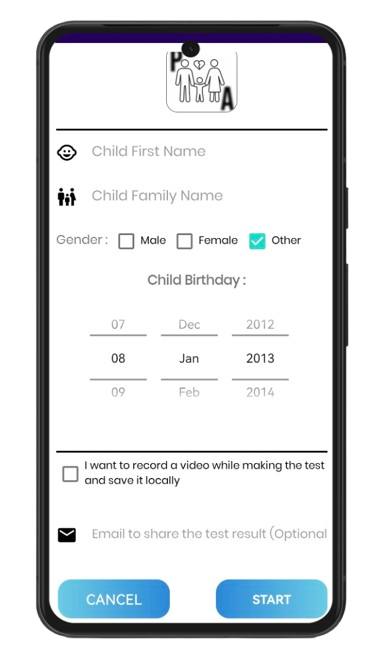 P
A
Child First Name
Child Family Name
Gender : Male Female Other
Child Birthday :
07 Dec 2012
08 Jan 2013
09 Feb 2014
I want to record a video while making the test
and save it locally
Email to share the test result (Optional
CANCEL START